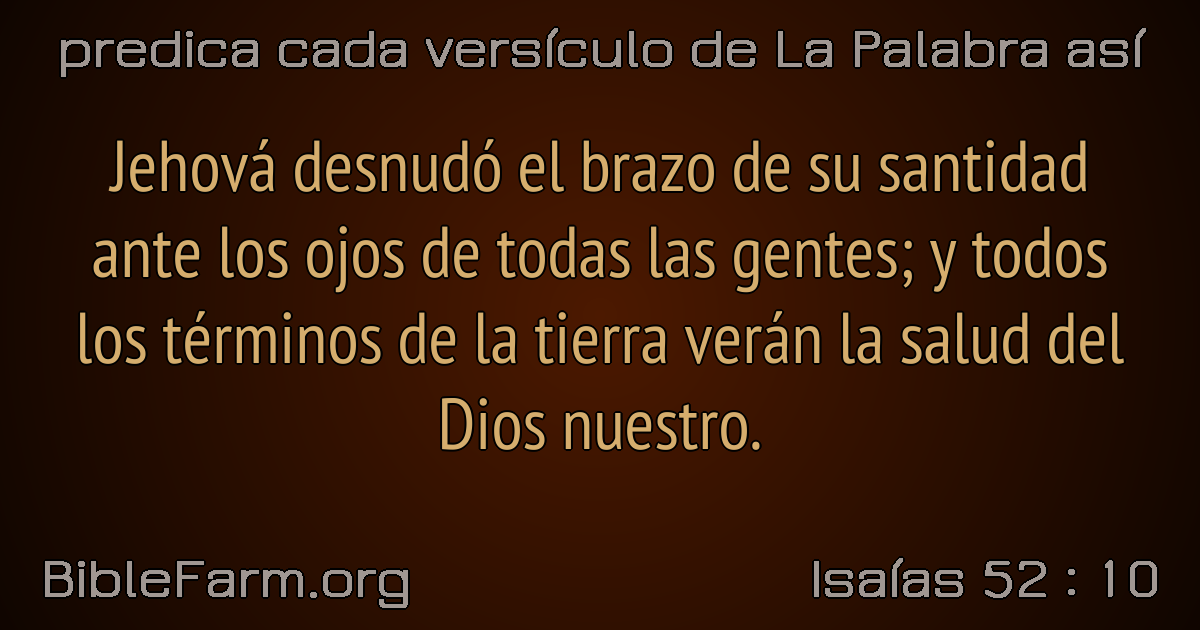 predica cada versículo de La Palabra así
Jehová desnudó el brazo de su santidad
ante los ojos de todas las gentes; y todos
los términos de la tierra verán la salud del
Dios nuestro.
BibleFarm.org
Isaías 52 : 10